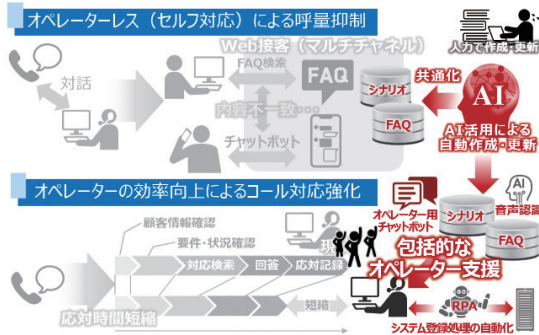 オペレーターレス（セルフ対応）による呼量抑制
人力で作成・更新
Web接客（マルチチャネル）
対話
FAQ検索
FAQ
内容不一致…
チャットボット
シナリオ
FAQ
共通化
AI
AI活用による
自動作成・更新
オペレーターの効率向上によるコール対応強化
顧客情報確認
要件・状況確認
対応検索
回答
応対記録
現
応対時間短縮
短縮
オペレーター用
チャットボット
シナリオ
FAQ
AI
音声認識
包括的な
オペレーター支援
RPA
システム登録処理の自動化